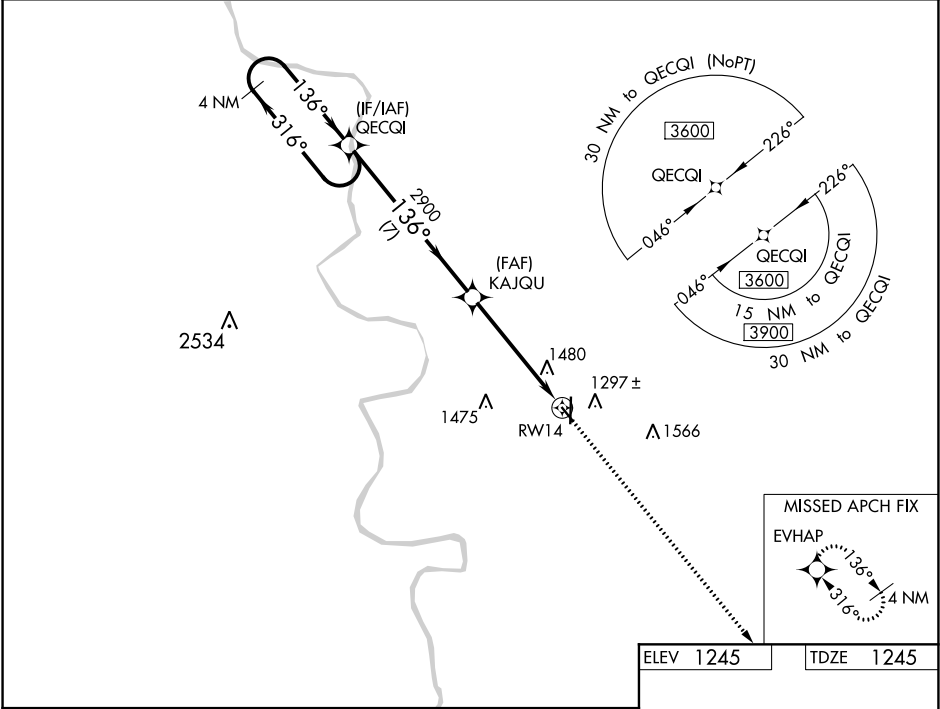 4 NM
136°
316°
(IF/IAF)
QECQI
2900
136°
(7)
(FAF)
KAJQU
2534
1480
1475
1297 ±
RW14
1566
30 NM to QECQI (NoPT)
3600
226°
QECQI
046°
226°
QECQI
046°
3600
15 NM to QECQI
3900
30 NM to QECQI
MISSED APCH FIX
EVHAP
136°
316°
4 NM
ELEV 1245
TDZE 1245